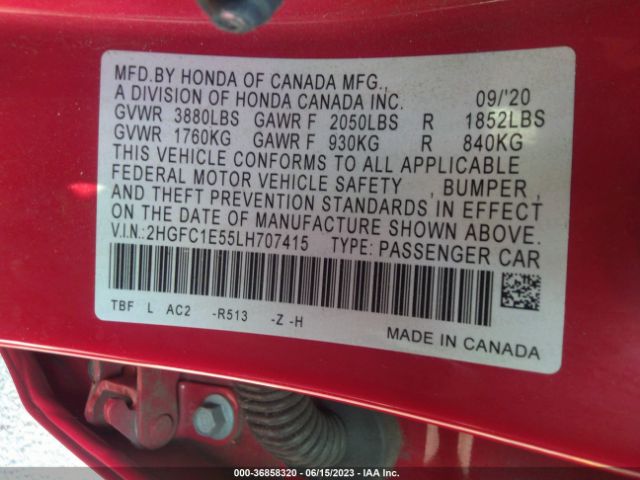 MFD.BY HONDA OF CANADA MFG.,
A DIVISION OF HONDA CANADA INC. 09/'20
GVWR 3880LBS GAWR F 2050LBS R 1852LBS
GVWR 1760KG GAWR F 930KG R 840KG
THIS VEHICLE CONFORMS TO ALL APPLICABLE
FEDERAL MOTOR VEHICLE SAFETY , BUMPER ,
AND THEFT PREVENTION STANDARDS IN EFFECT
ON THE DATE OF MANUFACTURE SHOWN ABOVE.
V.I.N.:2HGFC1E55LH707415 TYPE: PASSENGER CAR
TBF L AC2 -R513 -Z -H
MADE IN CANADA
000-36858320 - 06/15/2023 - IAA Inc.